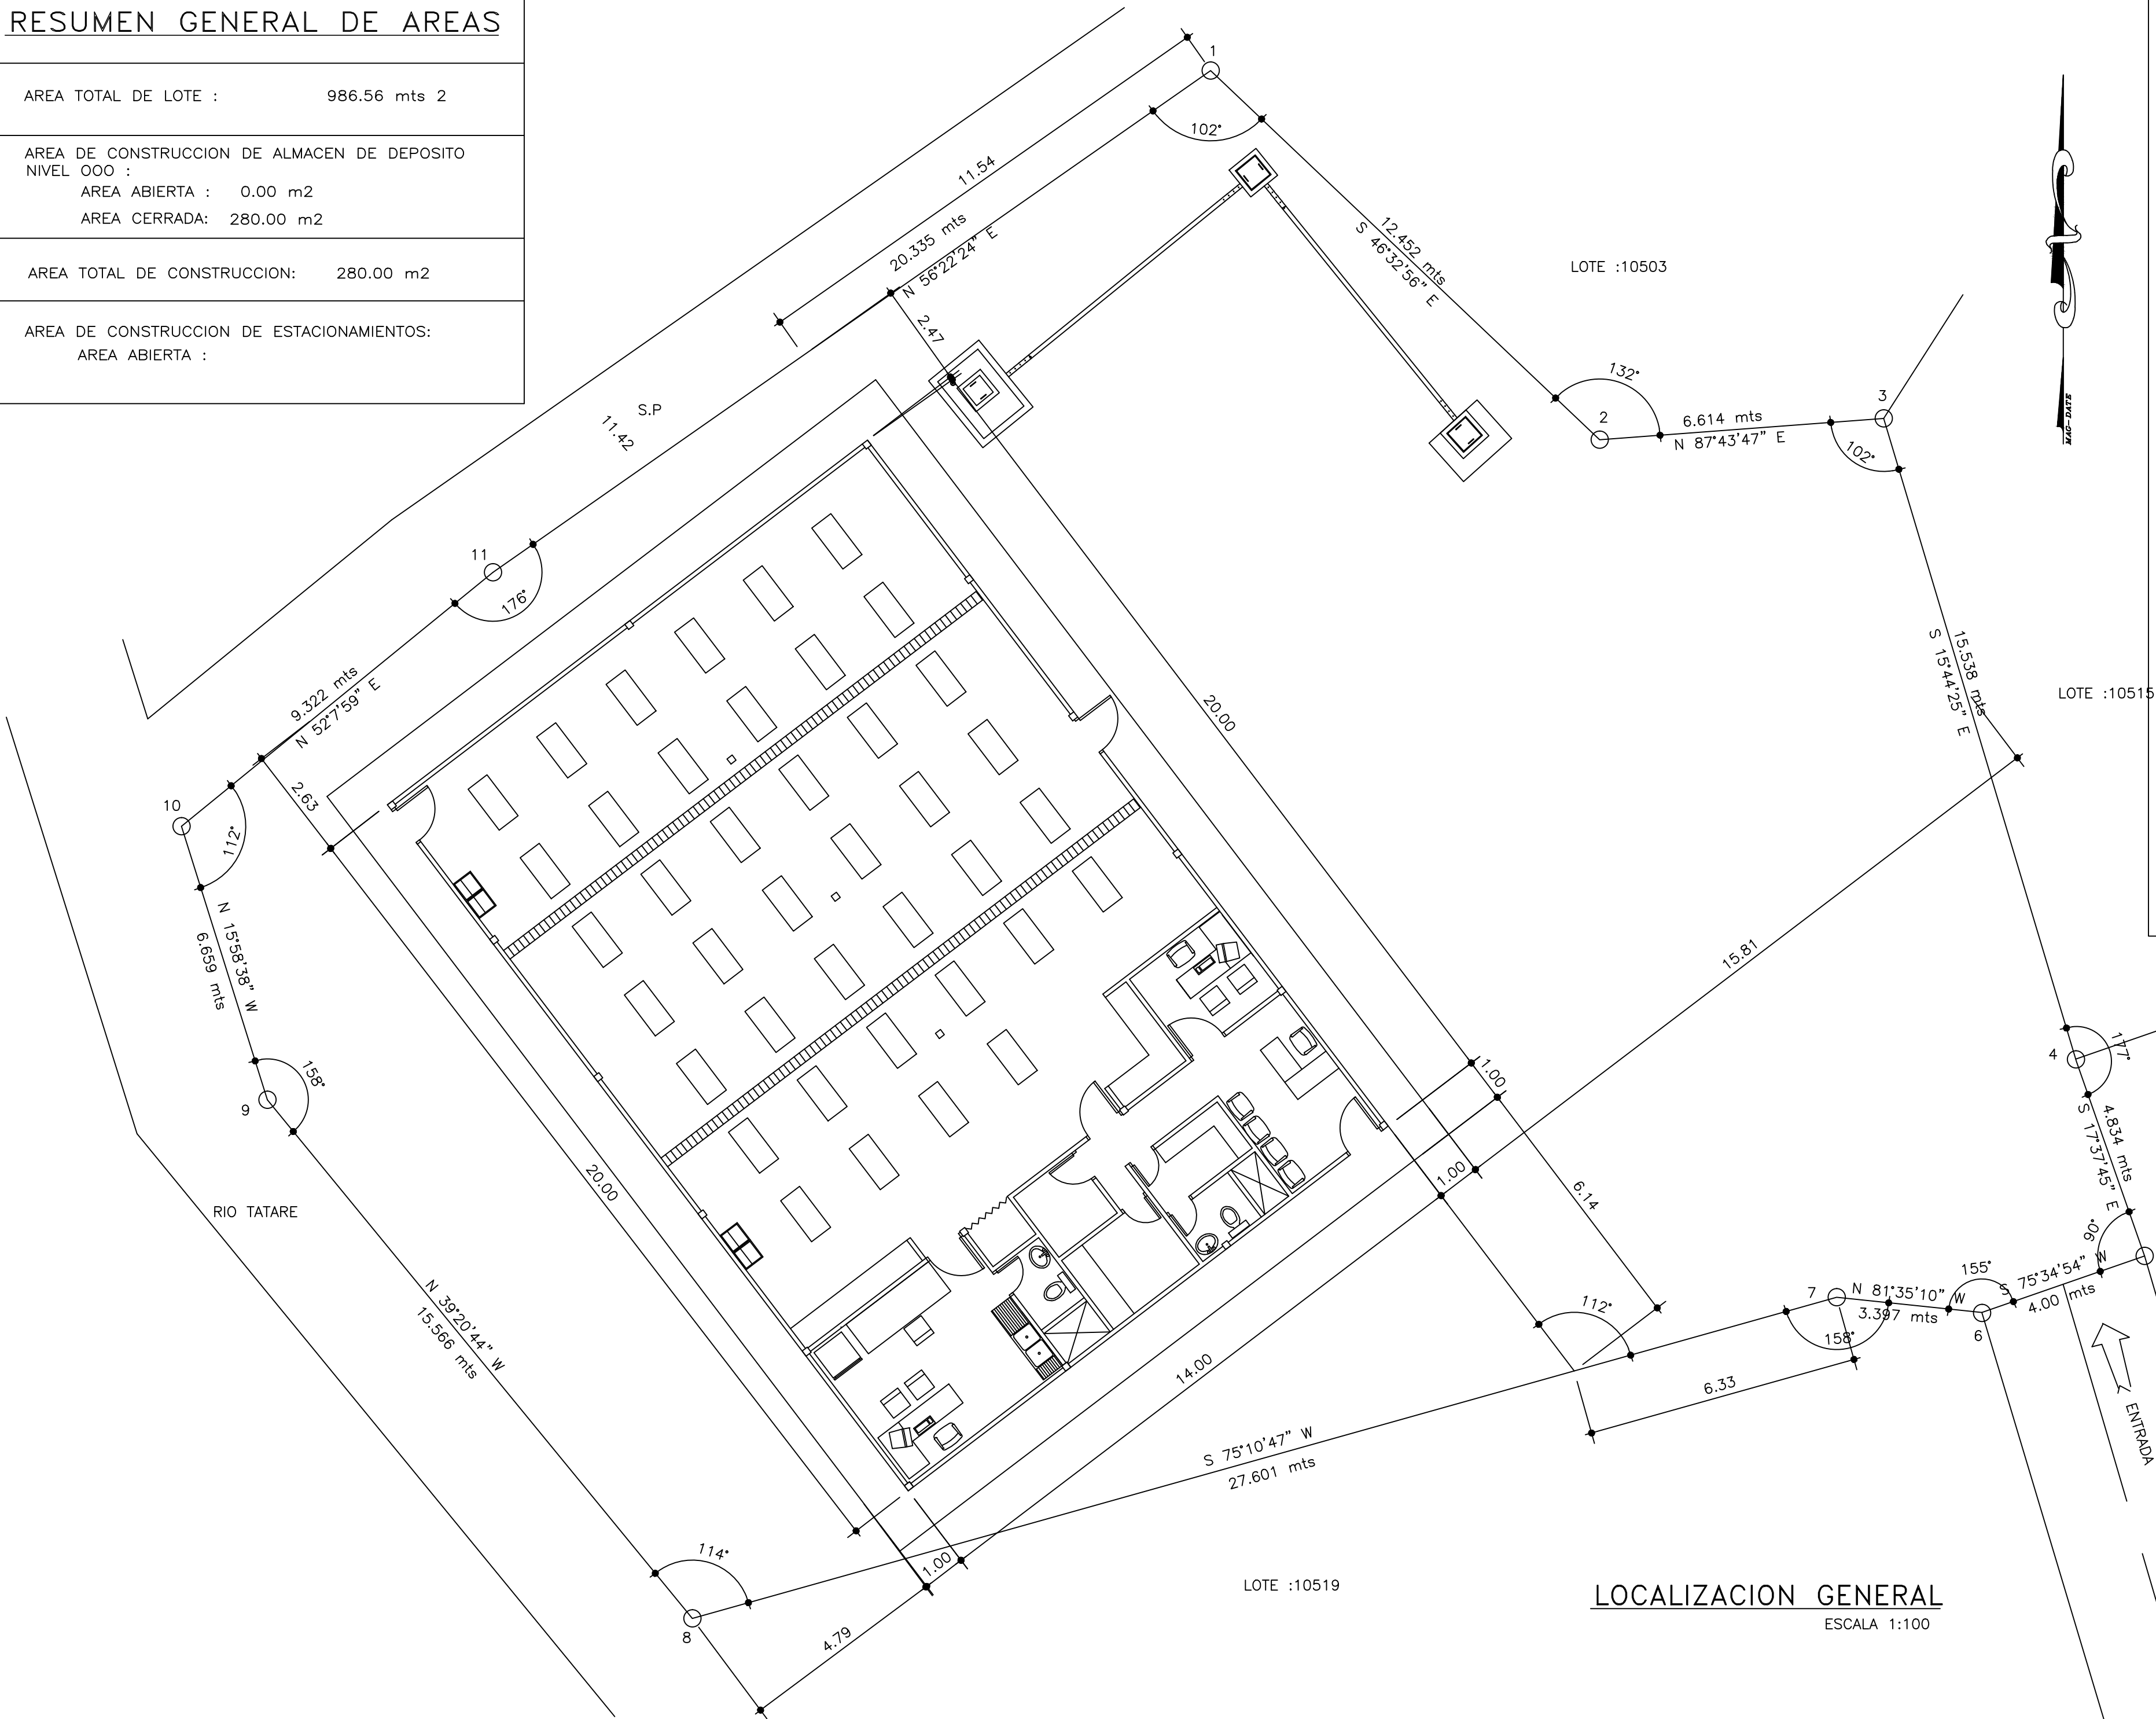 RESUMEN GENERAL DE AREAS
AREA TOTAL DE LOTE : 986.56 mts 2
AREA DE CONSTRUCCION DE ALMACEN DE DEPOSITO
NIVEL 000 :
AREA ABIERTA : 0.00 m2
AREA CERRADA: 280.00 m2
AREA TOTAL DE CONSTRUCCION: 280.00 m2
AREA DE CONSTRUCCION DE ESTACIONAMIENTOS:
AREA ABIERTA :
1
102°
11.54
20.335 mts
N 56°22'24" E
2.47
12.452 mts
S 46°32'56" E
LOTE :10503
MAG-DATE
132°
2
6.614 mts
N 87°43'47" E
3
102°
S.P
11.42
11
176°
9.322 mts
N 52°7'59" E
2.63
10
112°
N 15°58'38" W
6.659 mts
158°
9
RIO TATARE
N 39°20'44" W
15.566 mts
20.00
20.00
15.538 mts
S 15°44'25" E
LOTE :10515
15.81
4
177°
4.834 mts
S 17°37'45" E
90°
1.00
1.00
6.14
112°
7
N 81°35'10" W
3.397 mts
158°
155°
6
S 75°34'54" W
4.00 mts
ENTRADA
6.33
14.00
S 75°10'47" W
27.601 mts
114°
8
1.00
4.79
LOTE :10519
LOCALIZACION GENERAL
ESCALA 1:100